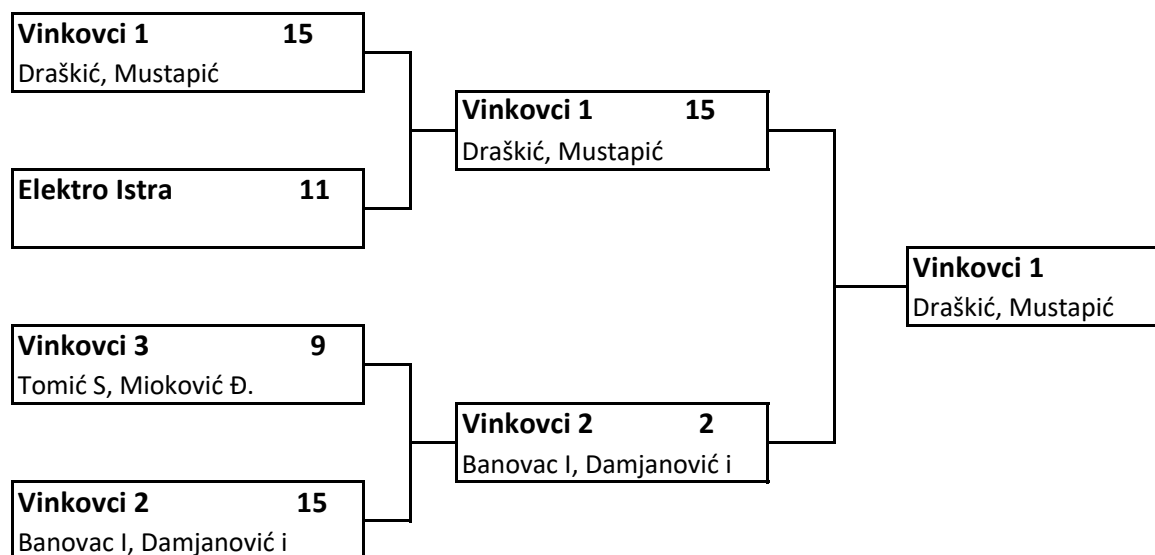 Vinkovci 1 15
Draškić, Mustapić
Elektro Istra 11
Vinkovci 3 9
Tomić S, Mioković Đ.
Vinkovci 2 15
Banovac I, Damjanović i
Vinkovci 1 15
Draškić, Mustapić
Vinkovci 2 2
Banovac I, Damjanović i
Vinkovci 1
Draškić, Mustapić